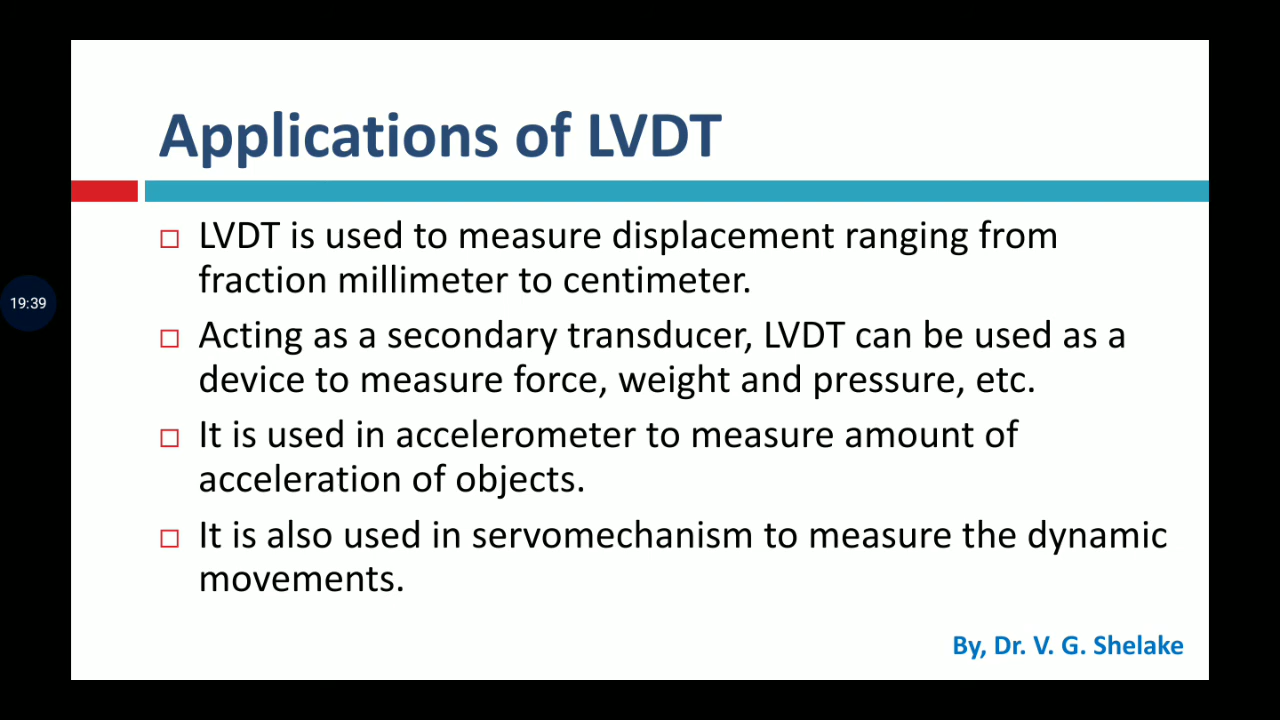 Applications of LVDT
LVDT is used to measure displacement ranging from
fraction millimeter to centimeter.
19:39
Acting as a secondary transducer, LVDT can be used as a
device to measure force, weight and pressure, etc.
It is used in accelerometer to measure amount of
acceleration of objects.
It is also used in servomechanism to measure the dynamic
movements.
By, Dr. V. G. Shelake